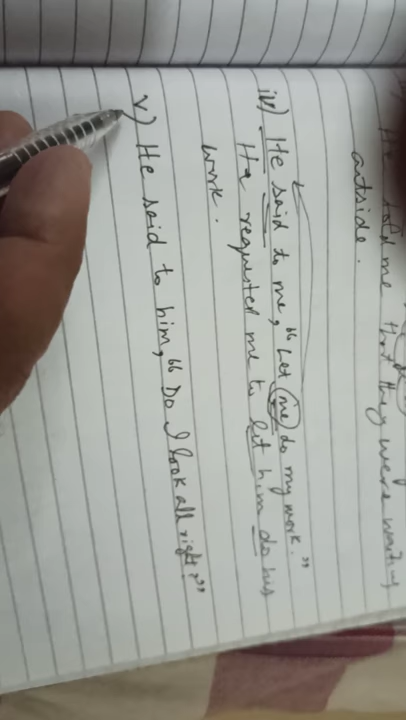 He told me that they were waiting
outside.
iv) He said to me, "Let me do my work."
He requested me to let him do his
work.
v) He said to him, "Do I look all right?"